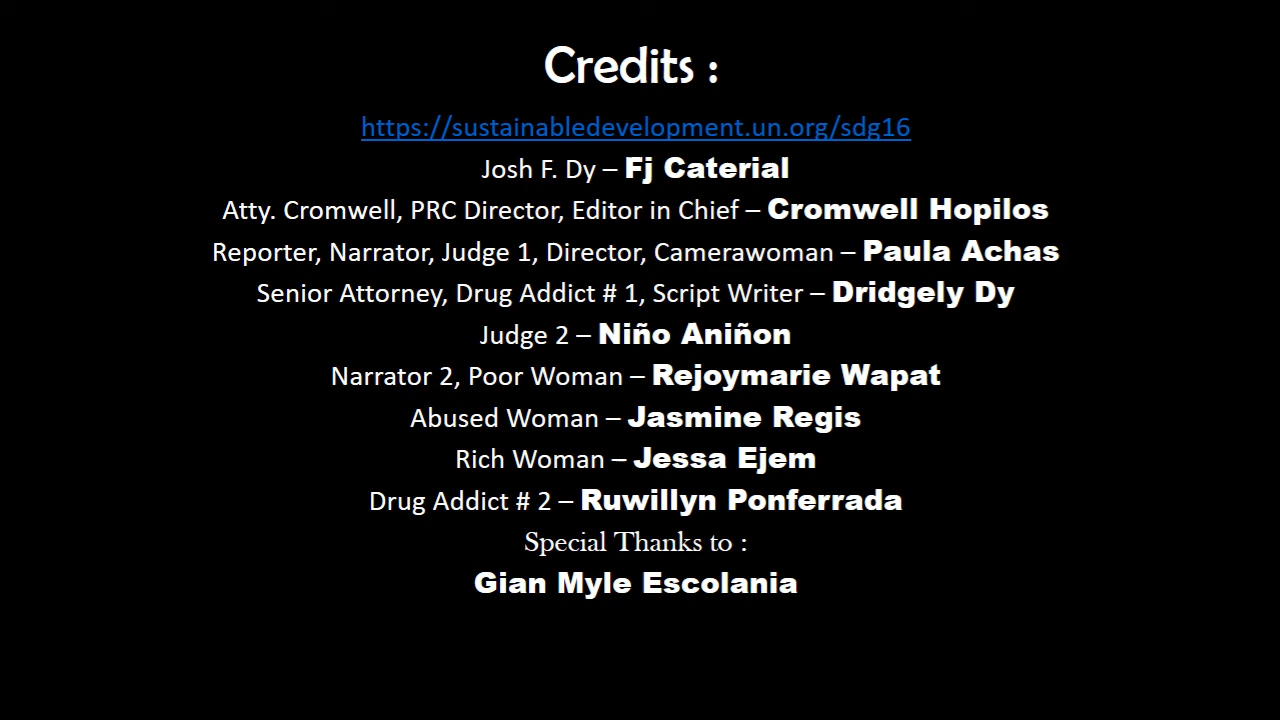 Credits :
https://sustainabledevelopment.un.org/sdg16
Josh F. Dy – Fj Caterial
Atty. Cromwell, PRC Director, Editor in Chief – Cromwell Hopilos
Reporter, Narrator, Judge 1, Director, Camerawoman – Paula Achas
Senior Attorney, Drug Addict # 1, Script Writer – Dridgely Dy
Judge 2 – Niño Aniñon
Narrator 2, Poor Woman – Rejoymarie Wapat
Abused Woman – Jasmine Regis
Rich Woman – Jessa Ejem
Drug Addict # 2 – Ruwillyn Ponferrada
Special Thanks to :
Gian Myle Escolania